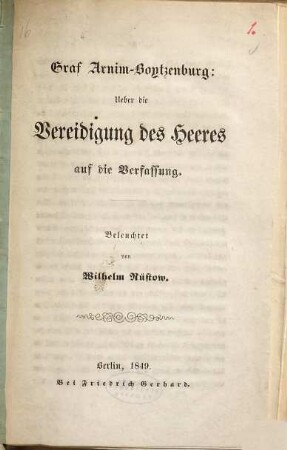 1.
Graf Arnim-Boytzenburg:
Ueber die
Vereidigung des Heeres
auf die Verfassung.
Beleuchtet
von
Wilhelm Rüstow.
Berlin, 1849.
Bei Friedrich Gerhard.